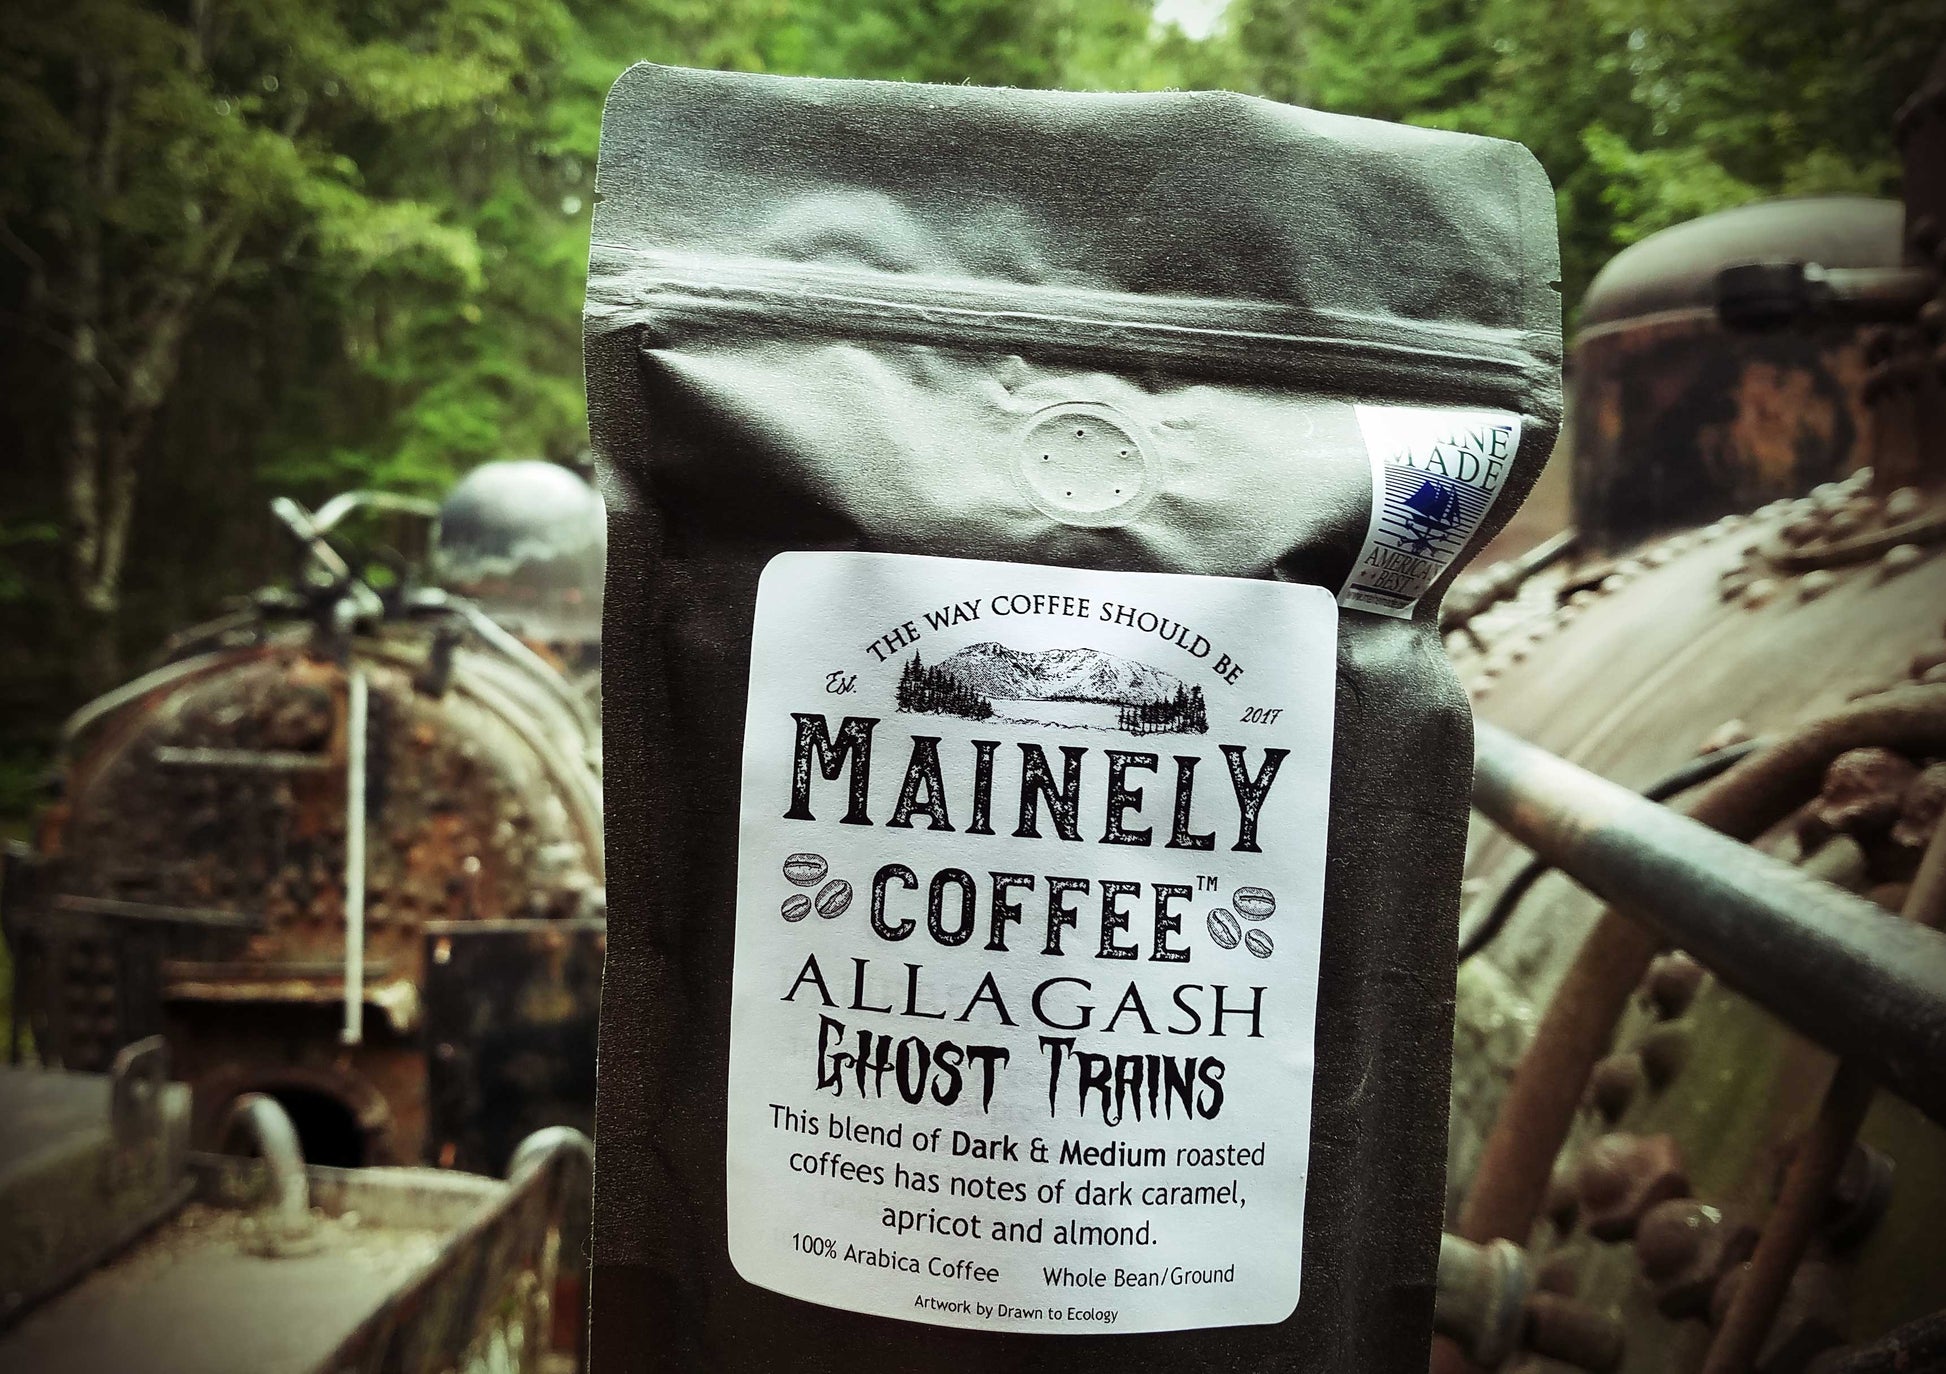 MADE
AMERICA'S
BEST
THE WAY COFFEE SHOULD BE
Est. 2017
MAINELY
COFFEE™
ALLAGASH
GHOST TRAINS
This blend of Dark & Medium roasted
coffees has notes of dark caramel,
apricot and almond.
100% Arabica Coffee Whole Bean/Ground
Artwork by Drawn to Ecology